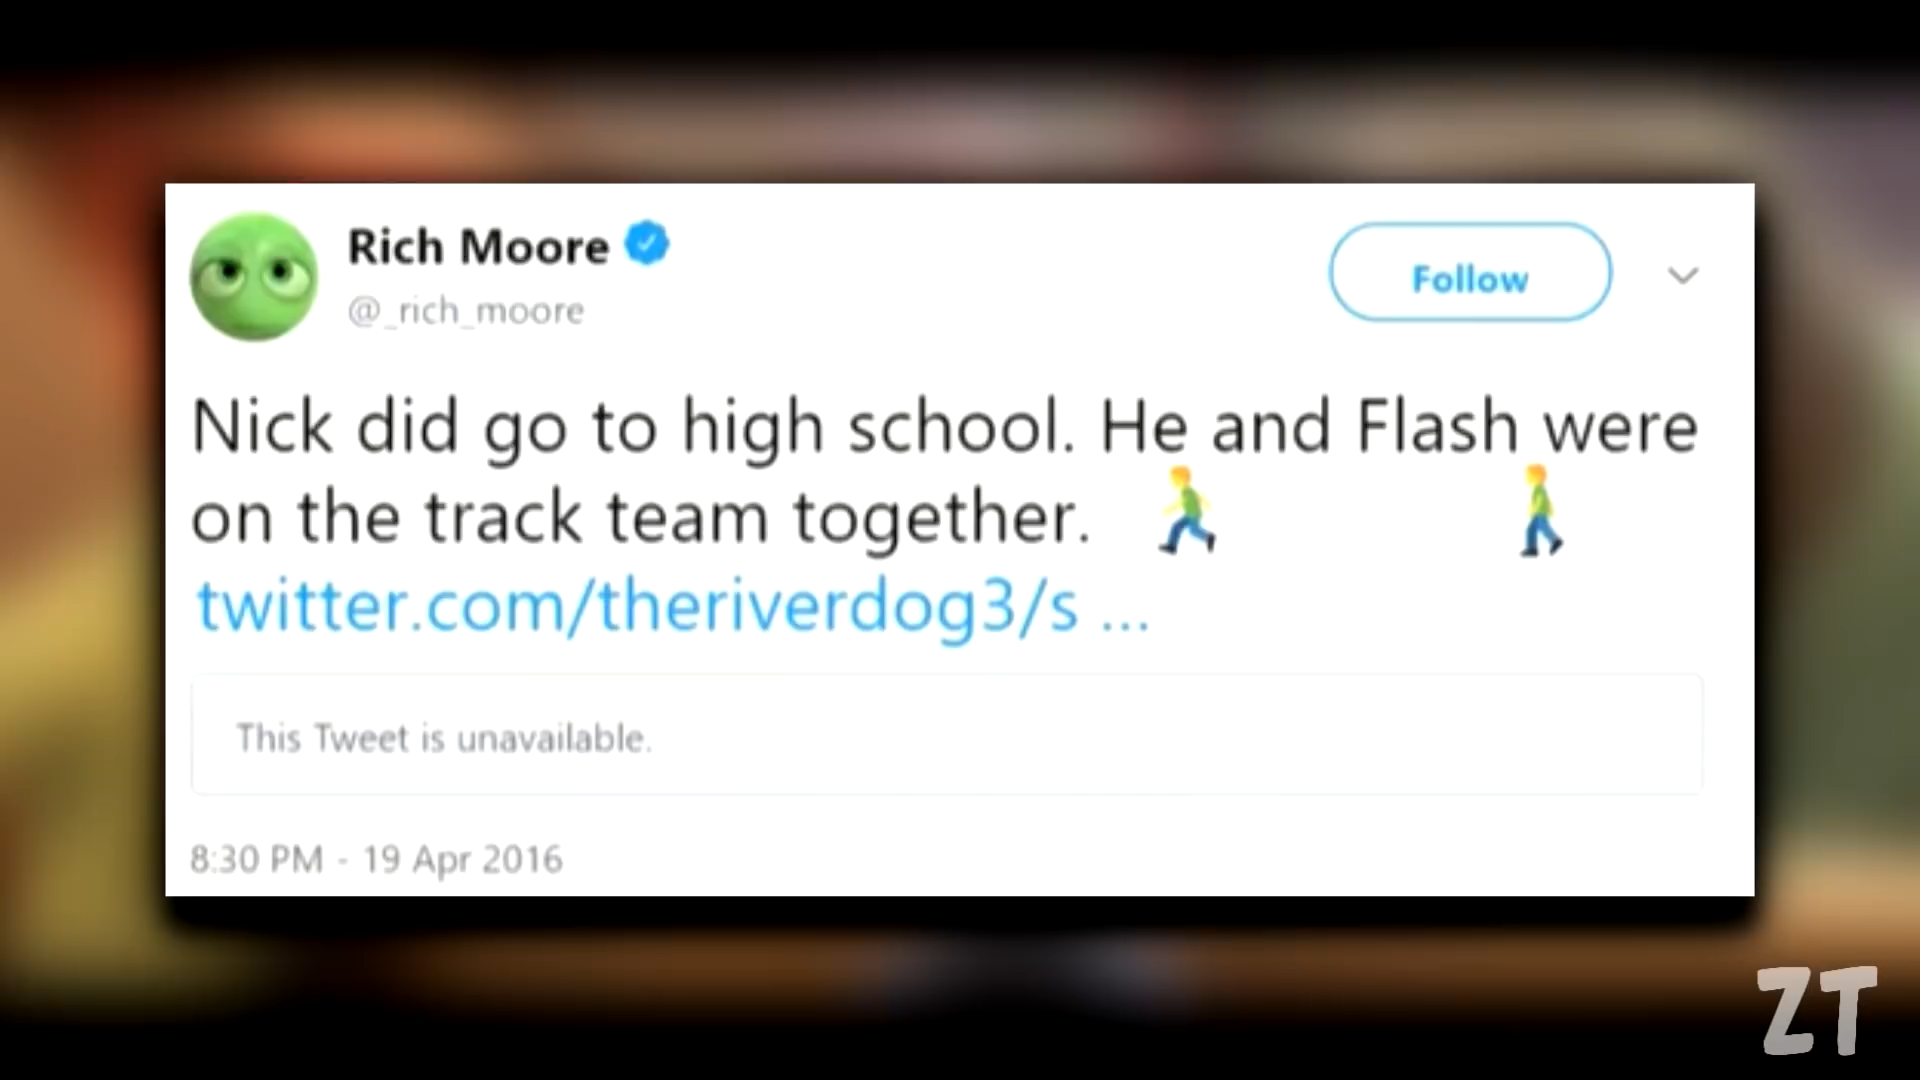 Rich Moore
@_rich_moore
Follow
Nick did go to high school. He and Flash were
on the track team together. 🏃 🚶
twitter.com/theriverdog3/s ...
This Tweet is unavailable.
8:30 PM - 19 Apr 2016
ZT